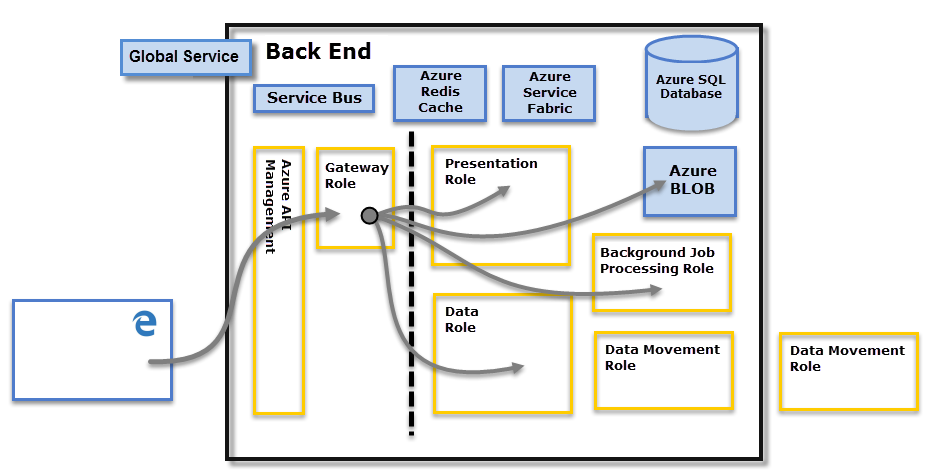 Global Service
Back End
Service Bus
Azure
Redis
Cache
Azure
Service
Fabric
Azure SQL
Database
Azure API
Management
Gateway
Role
Presentation
Role
Azure
BLOB
Background Job
Processing Role
Data
Role
Data Movement
Role
Data Movement
Role